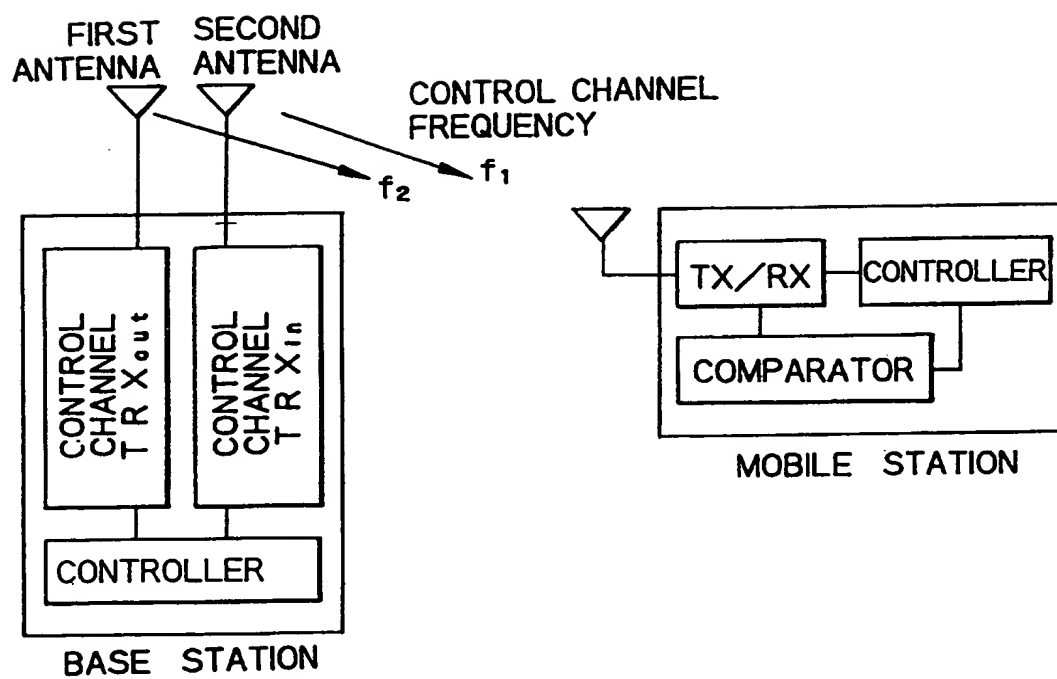 FIRST ANTENNA
SECOND ANTENNA
CONTROL CHANNEL
FREQUENCY
f2
f1
CONTROL
CHANNEL
TRXout
CONTROL
CHANNEL
TRXin
CONTROLLER
BASE STATION
TX/RX
CONTROLLER
COMPARATOR
MOBILE STATION